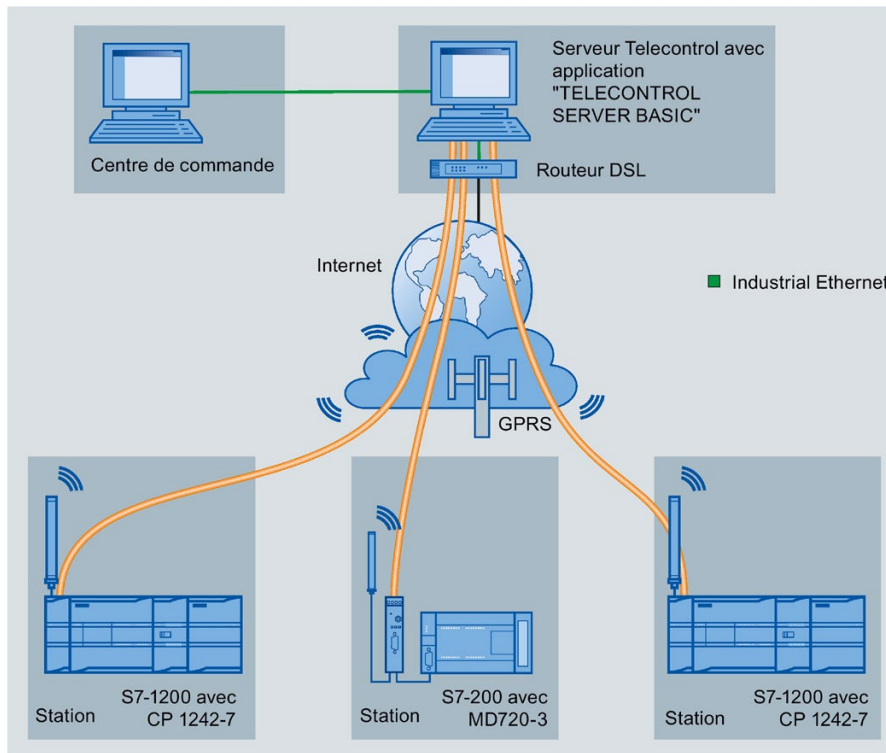 Centre de commande
Serveur Telecontrol avec
application
"TELECONTROL
SERVER BASIC"
Routeur DSL
Internet
Industrial Ethernet
GPRS
Station
S7-1200 avec
CP 1242-7
Station
S7-200 avec
MD720-3
Station
S7-1200 avec
CP 1242-7